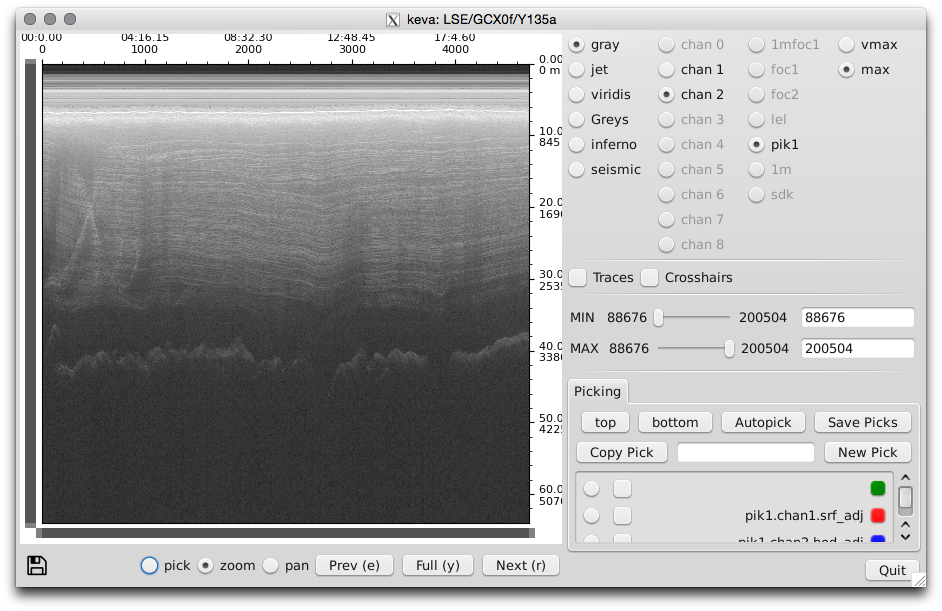 keva: LSE/GCX0f/Y135a
00:0.00 04:16.15 08:32.30 12:48.45 17:4.60
0 1000 2000 3000 4000
0.00
0 m
10.0
845
20.0
1690
30.0
2535
40.0
3380
50.0
4225
60.0
5070
gray chan 0 1mfoc1 vmax
jet chan 1 foc1 max
viridis chan 2 foc2
Greys chan 3 lel
inferno chan 4 pik1
seismic chan 5 1m
chan 6 sdk
chan 7
chan 8
Traces Crosshairs
MIN 88676 200504 88676
MAX 88676 200504 200504
Picking
top bottom Autopick Save Picks
Copy Pick New Pick
pik1.chan1.srf_adj
pik1.chan2.bed_adj
pick zoom pan Prev (e) Full (y) Next (r) Quit